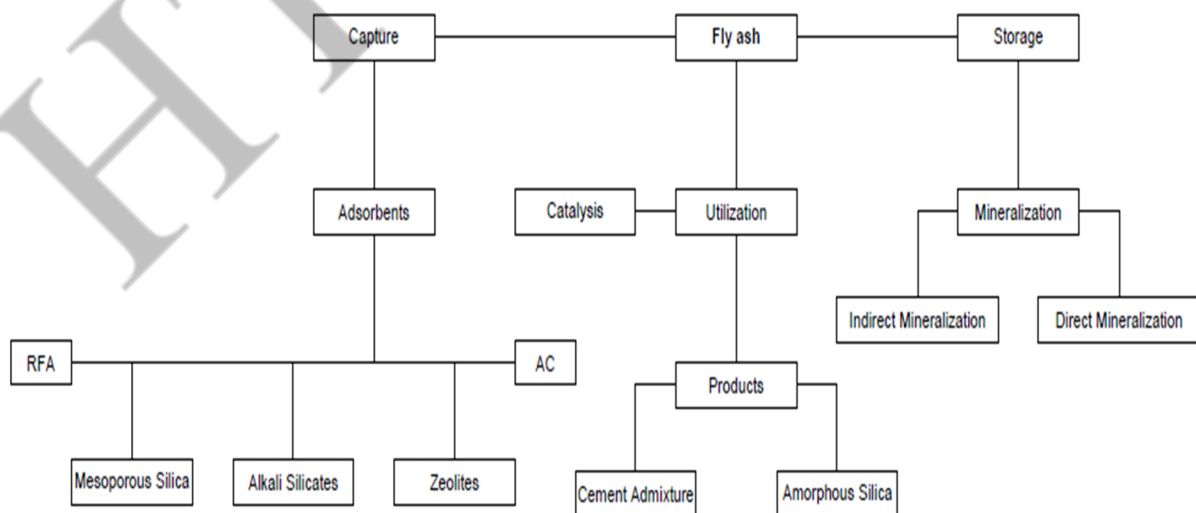 Capture
Fly ash
Storage
Adsorbents
Catalysis
Utilization
Mineralization
Indirect Mineralization
Direct Mineralization
RFA
AC
Products
Mesoporous Silica
Alkali Silicates
Zeolites
Cement Admixture
Amorphous Silica
HT